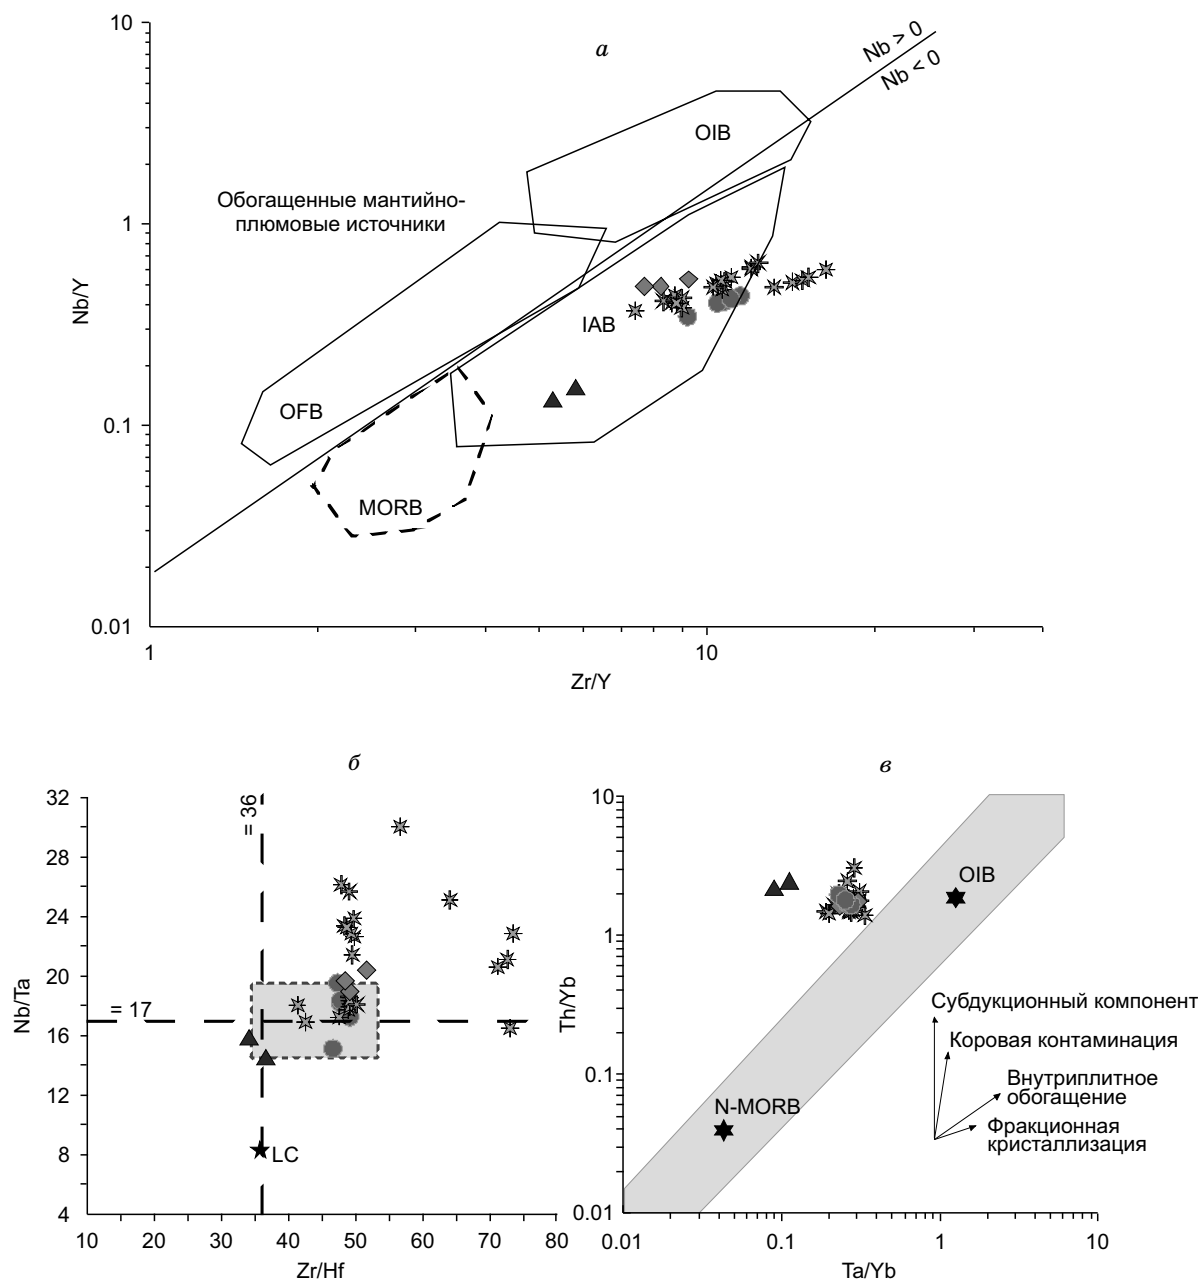 а
10
1
0.1
0.01
Nb/Y
Nb > 0
Nb < 0
OIB
Обогащенные мантийно-
плюмовые источники
IAB
OFB
MORB
1
10
Zr/Y
б
32
28
24
20
16
12
8
4
Nb/Ta
= 36
= 17
LC
10
20
30
40
50
60
70
80
Zr/Hf
в
10
1
0.1
0.01
Th/Yb
OIB
N-MORB
Субдукционный компонент
Коровая контаминация
Внутриплитное
обогащение
Фракционная
кристаллизация
0.01
0.1
1
10
Ta/Yb